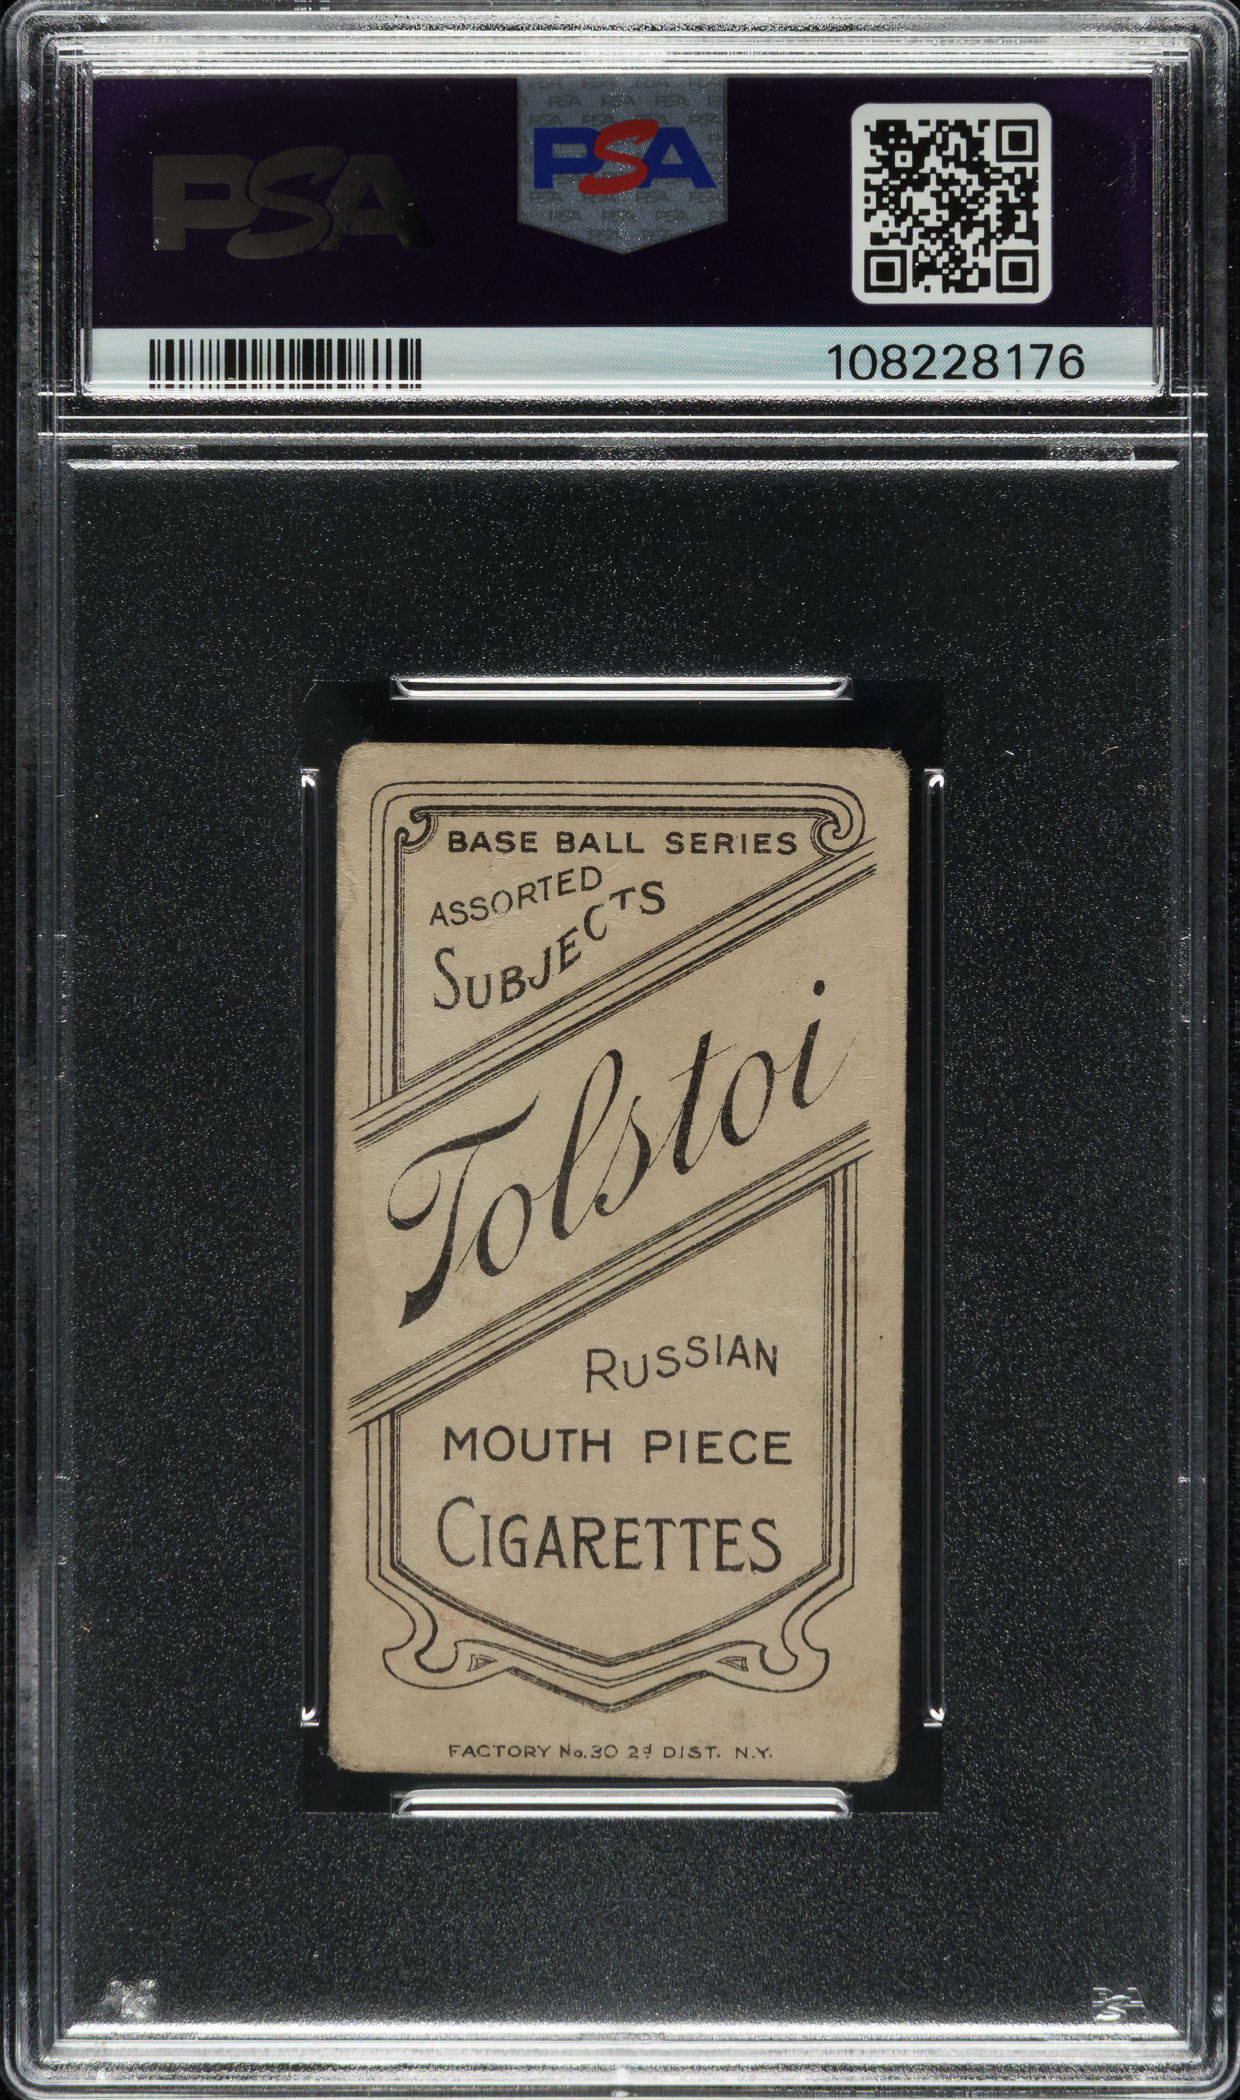 PSA
PSA
108228176
BASE BALL SERIES
ASSORTED
SUBJECTS
Tolstoi
RUSSIAN
MOUTH PIECE
CIGARETTES
FACTORY No. 30 2d DIST. N.Y.